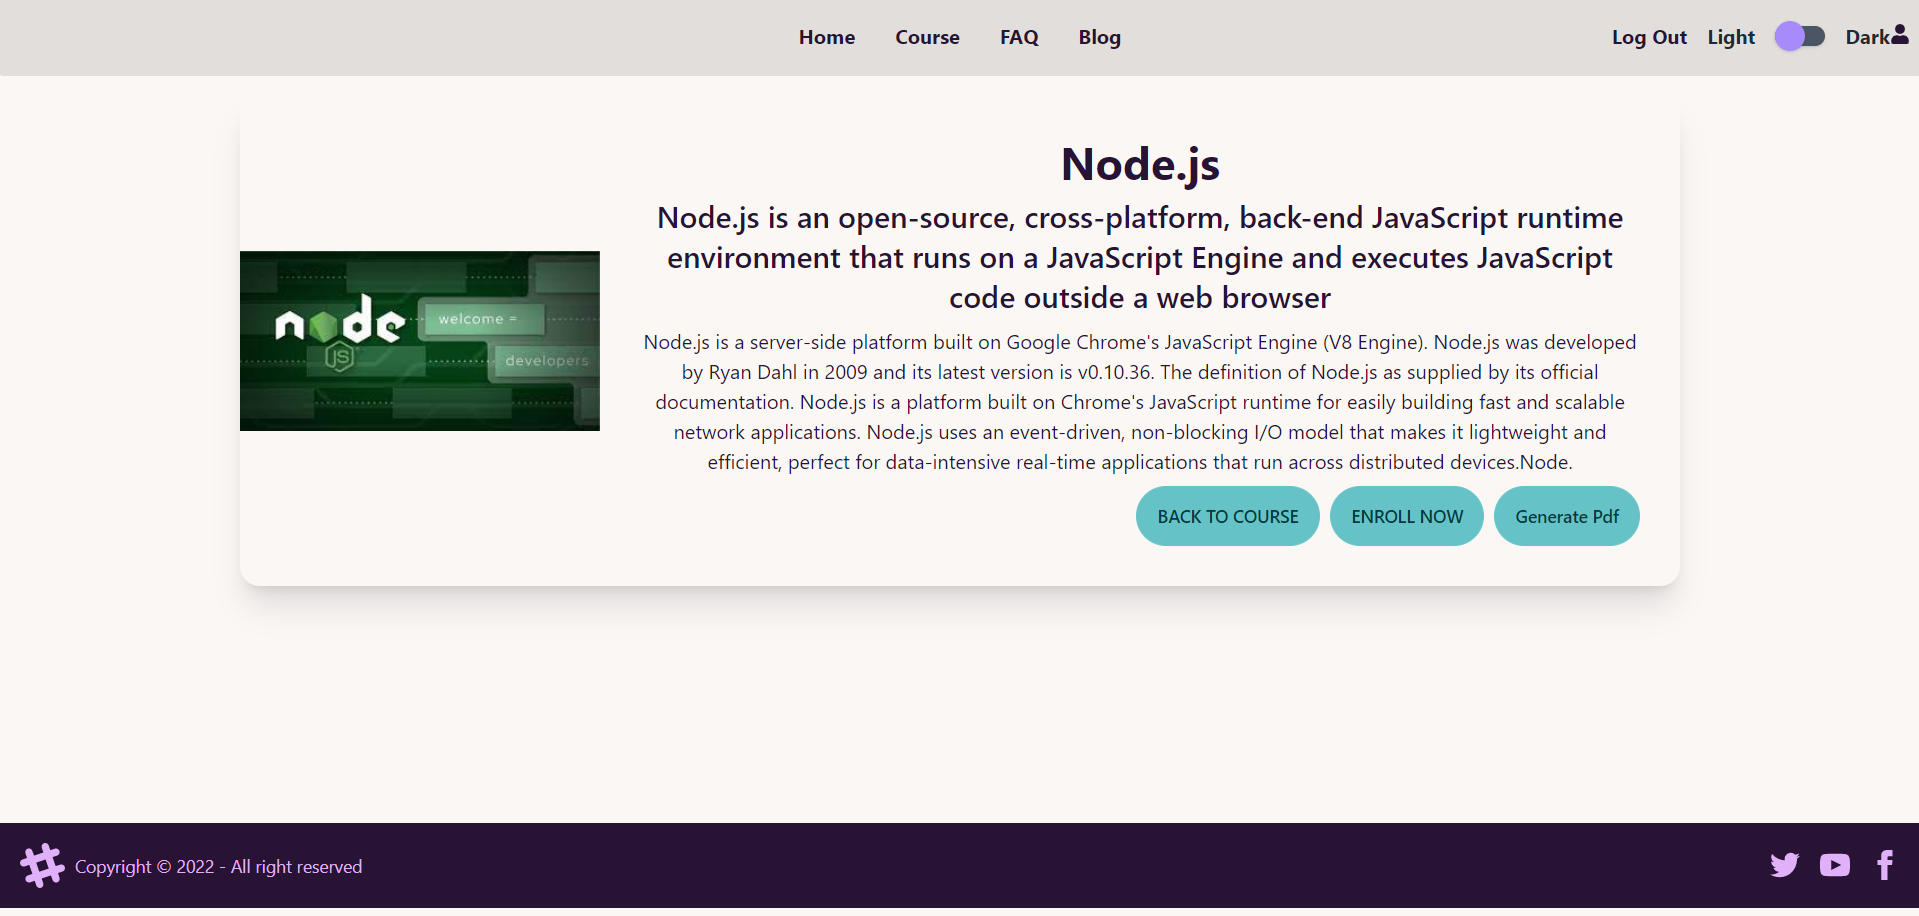 Home Course FAQ Blog Log Out Light Dark
Node.js
Node.js is an open-source, cross-platform, back-end JavaScript runtime
environment that runs on a JavaScript Engine and executes JavaScript
code outside a web browser
node
JS
welcome =
developers
Node.js is a server-side platform built on Google Chrome's JavaScript Engine (V8 Engine). Node.js was developed
by Ryan Dahl in 2009 and its latest version is v0.10.36. The definition of Node.js as supplied by its official
documentation. Node.js is a platform built on Chrome's JavaScript runtime for easily building fast and scalable
network applications. Node.js uses an event-driven, non-blocking I/O model that makes it lightweight and
efficient, perfect for data-intensive real-time applications that run across distributed devices.Node.
BACK TO COURSE ENROLL NOW Generate Pdf
Copyright © 2022 - All right reserved